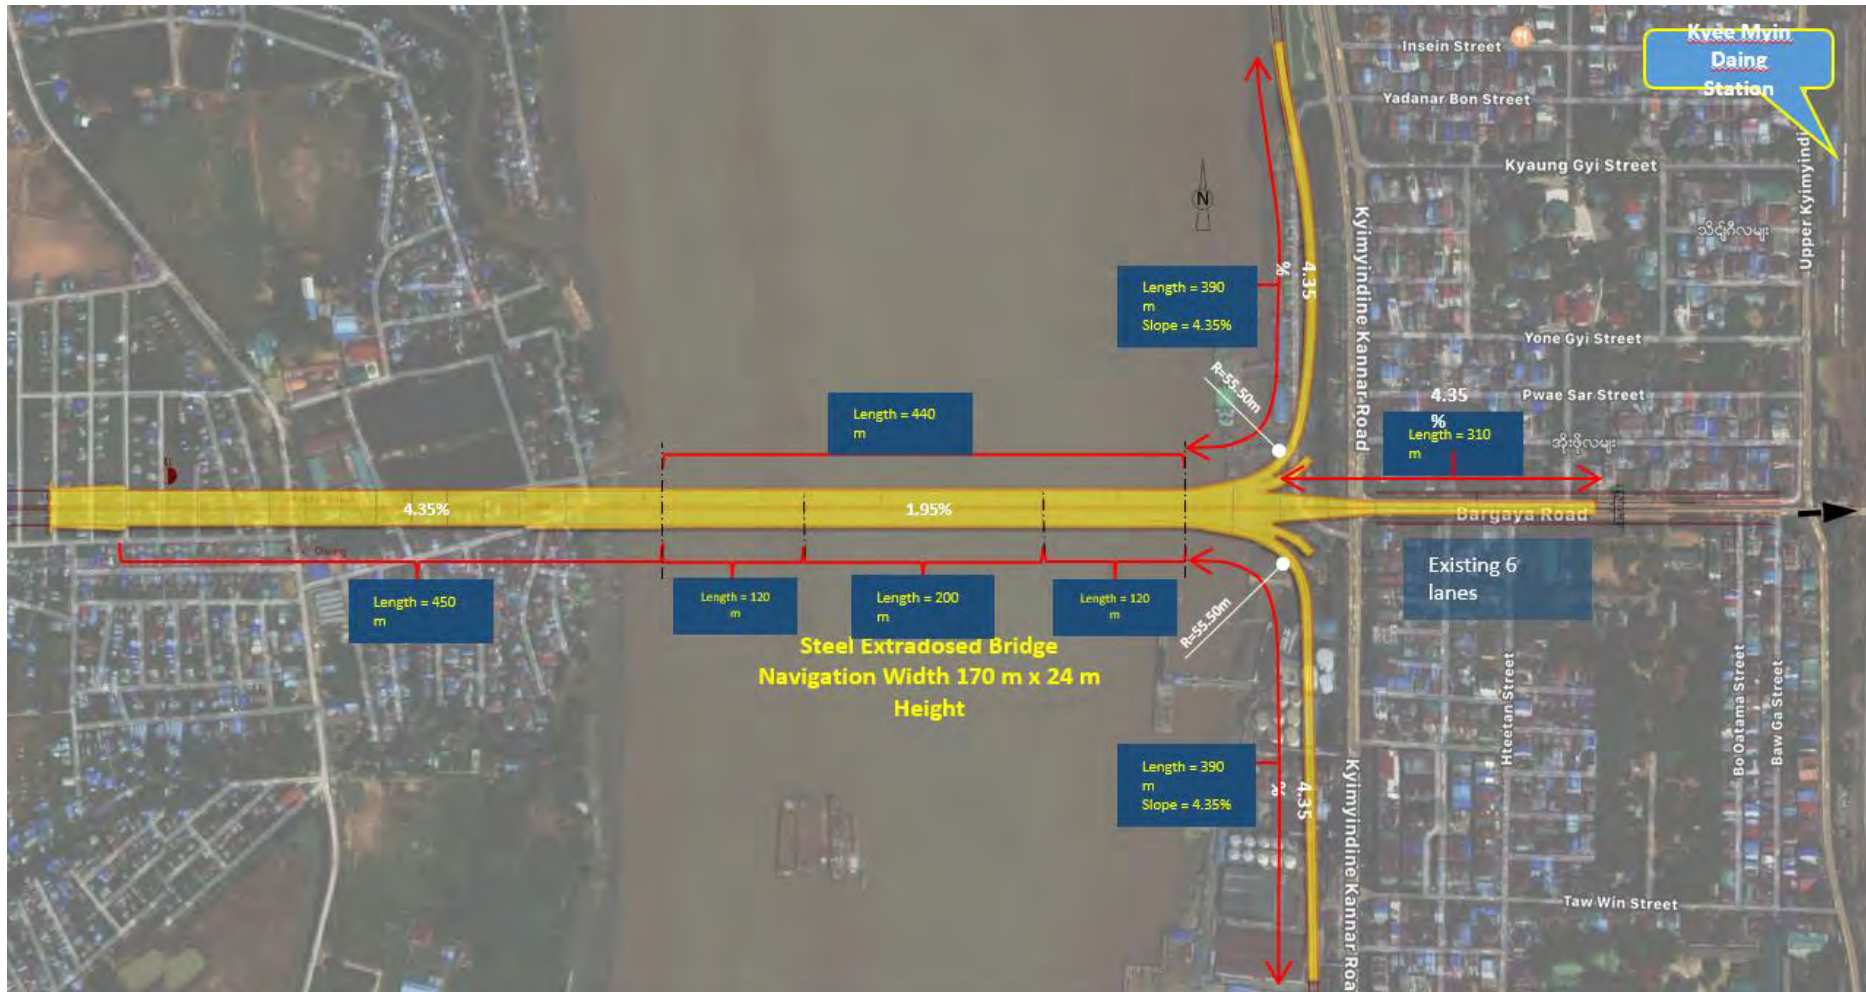 Insein Street
Kyee Myin
Daing
Station
Yadanar Bon Street
Kyaung Gyi Street
Upper Kyimyindi
N
Kyimyindine Kannar Road
4.35
%
Length = 390
m
Slope = 4.35%
Yone Gyi Street
R=55.50m
4.35
%
Pwae Sar Street
Length = 440
m
Length = 310
m
4.35%
1.95%
Bargaya Road
Existing 6
lanes
Length = 450
m
Length = 120
m
Length = 200
m
Length = 120
m
R=55.50m
Steel Extradosed Bridge
Navigation Width 170 m x 24 m
Height
Hteetan Street
Bo Oatama Street
Baw Ga Street
Length = 390
m
Slope = 4.35%
4.35
%
Kyimyindine Kannar Roa
Taw Win Street